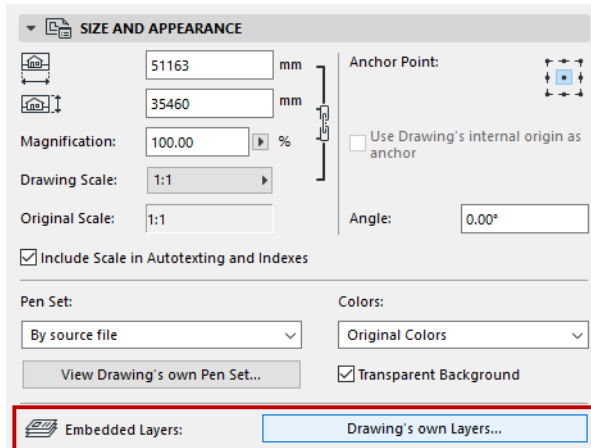 SIZE AND APPEARANCE
51163 mm
35460 mm
Magnification: 100.00 %
Drawing Scale: 1:1
Original Scale: 1:1
Anchor Point:
Use Drawing's internal origin as
anchor
Angle: 0.00°
Include Scale in Autotexting and Indexes
Pen Set:
By source file
View Drawing's own Pen Set...
Colors:
Original Colors
Transparent Background
Embedded Layers: Drawing's own Layers...